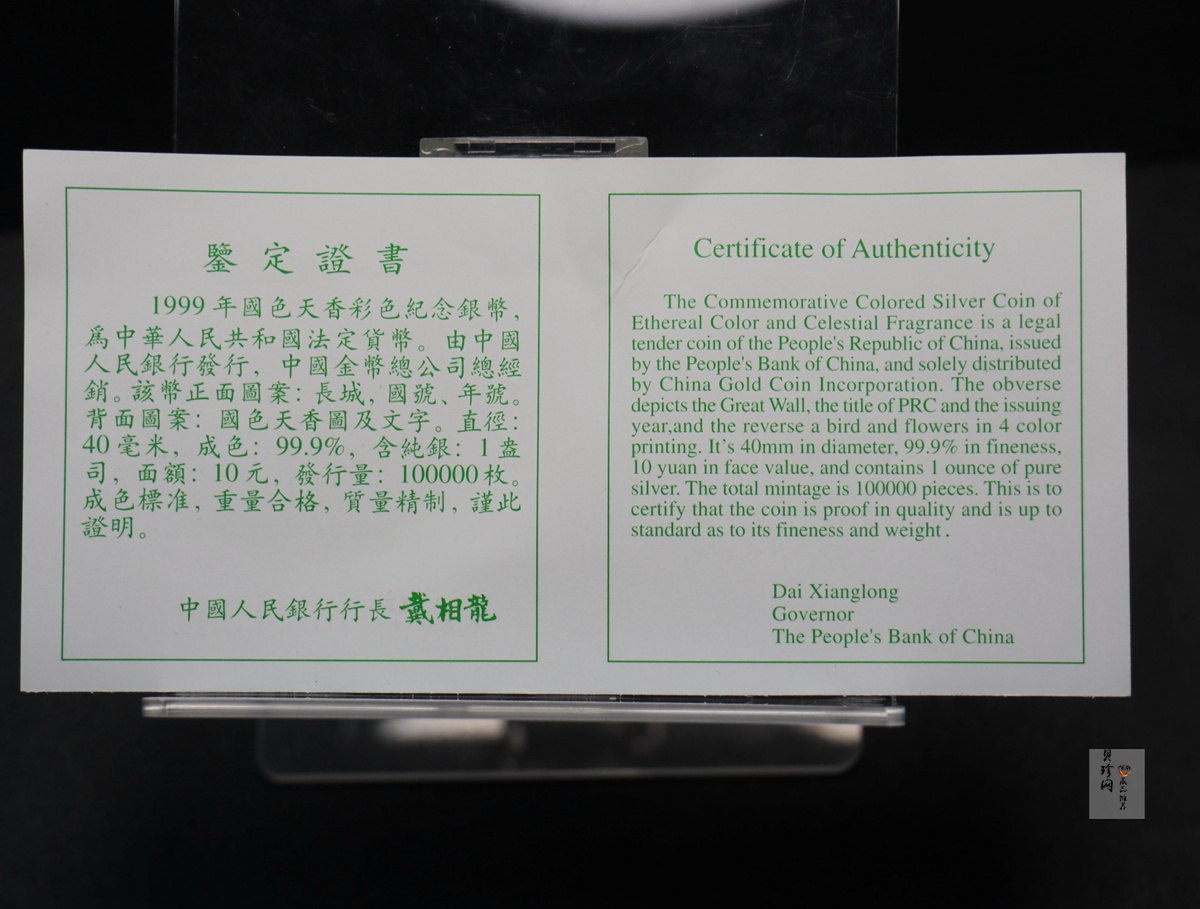 鑒定證書
1999年國色天香彩色紀念銀幣，
爲中華人民共和國法定貨幣。由中國
人民銀行發行，中國金幣總公司總經
銷。該幣正面圖案：長城，國號、年號。
背面圖案：國色天香圖及文字。直徑：
40毫米，成色：99.9%，含純銀：1盎
司，面額：10元，發行量：100000枚。
成色標准，重量合格，質量精制，謹此
證明。
中國人民銀行行長 戴相龍
Certificate of Authenticity
The Commemorative Colored Silver Coin of
Ethereal Color and Celestial Fragrance is a legal
tender coin of the People's Republic of China, issued
by the People's Bank of China, and solely distributed
by China Gold Coin Incorporation. The obverse
depicts the Great Wall, the title of PRC and the issuing
year,and the reverse a bird and flowers in 4 color
printing. It's 40mm in diameter, 99.9% in fineness,
10 yuan in face value, and contains 1 ounce of pure
silver. The total mintage is 100000 pieces. This is to
certify that the coin is proof in quality and is up to
standard as to its fineness and weight .
Dai Xianglong
Governor
The People's Bank of China
贝珍网